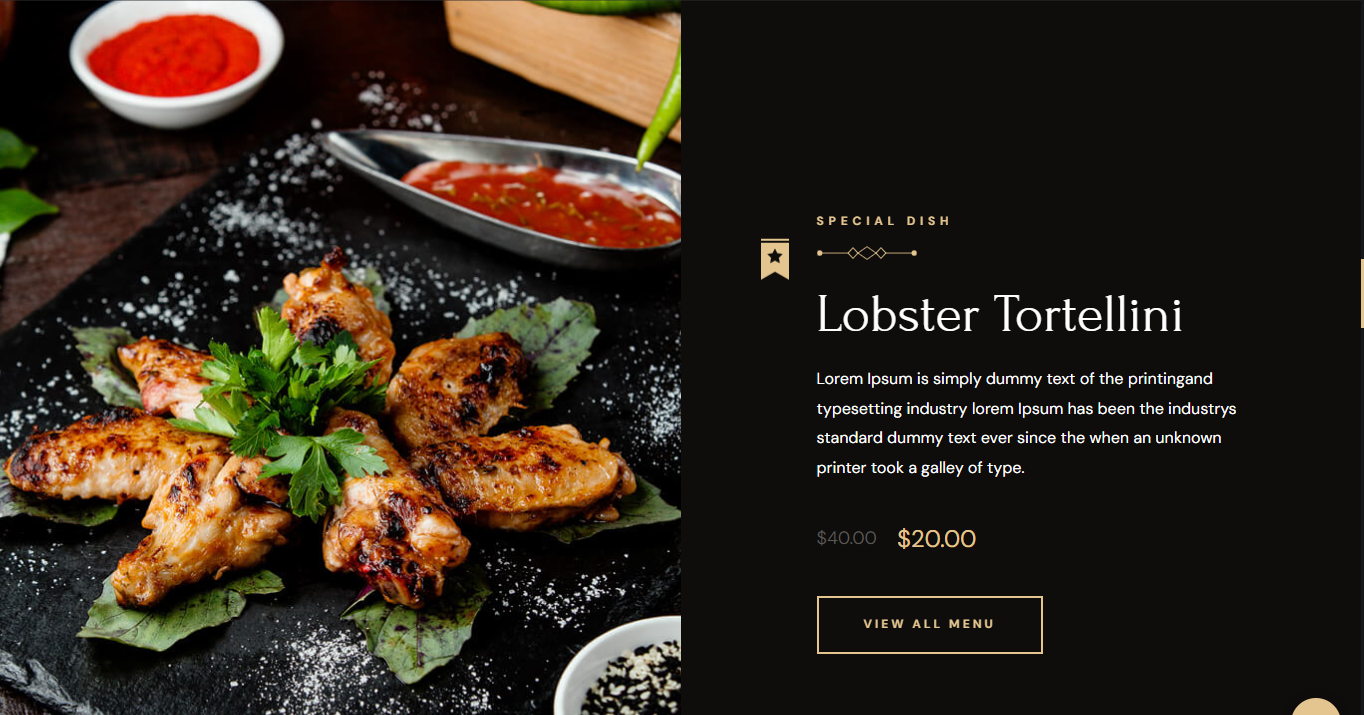 SPECIAL DISH
Lobster Tortellini
Lorem Ipsum is simply dummy text of the printingand
typesetting industry lorem Ipsum has been the industrys
standard dummy text ever since the when an unknown
printer took a galley of type.
$40.00 $20.00
VIEW ALL MENU